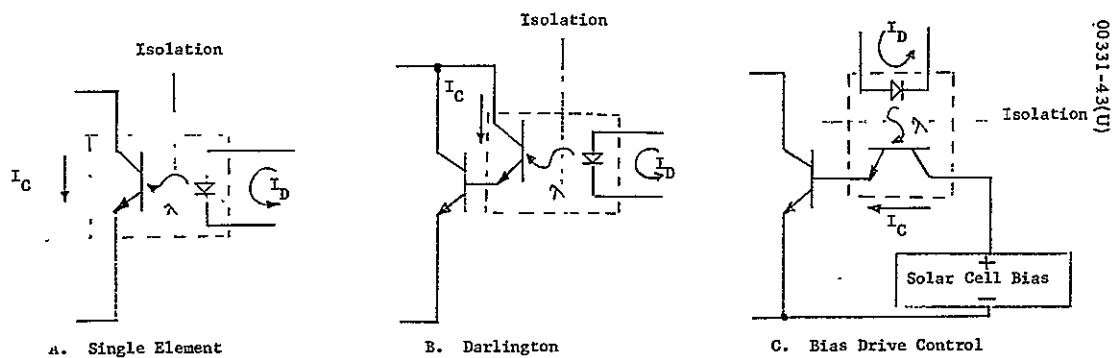 Isolation
I_C
λ
I_D
A. Single Element
Isolation
I_C
λ
I_D
B. Darlington
I_D
λ
Isolation
I_C
+
Solar Cell Bias
−
C. Bias Drive Control
00331-43(U)